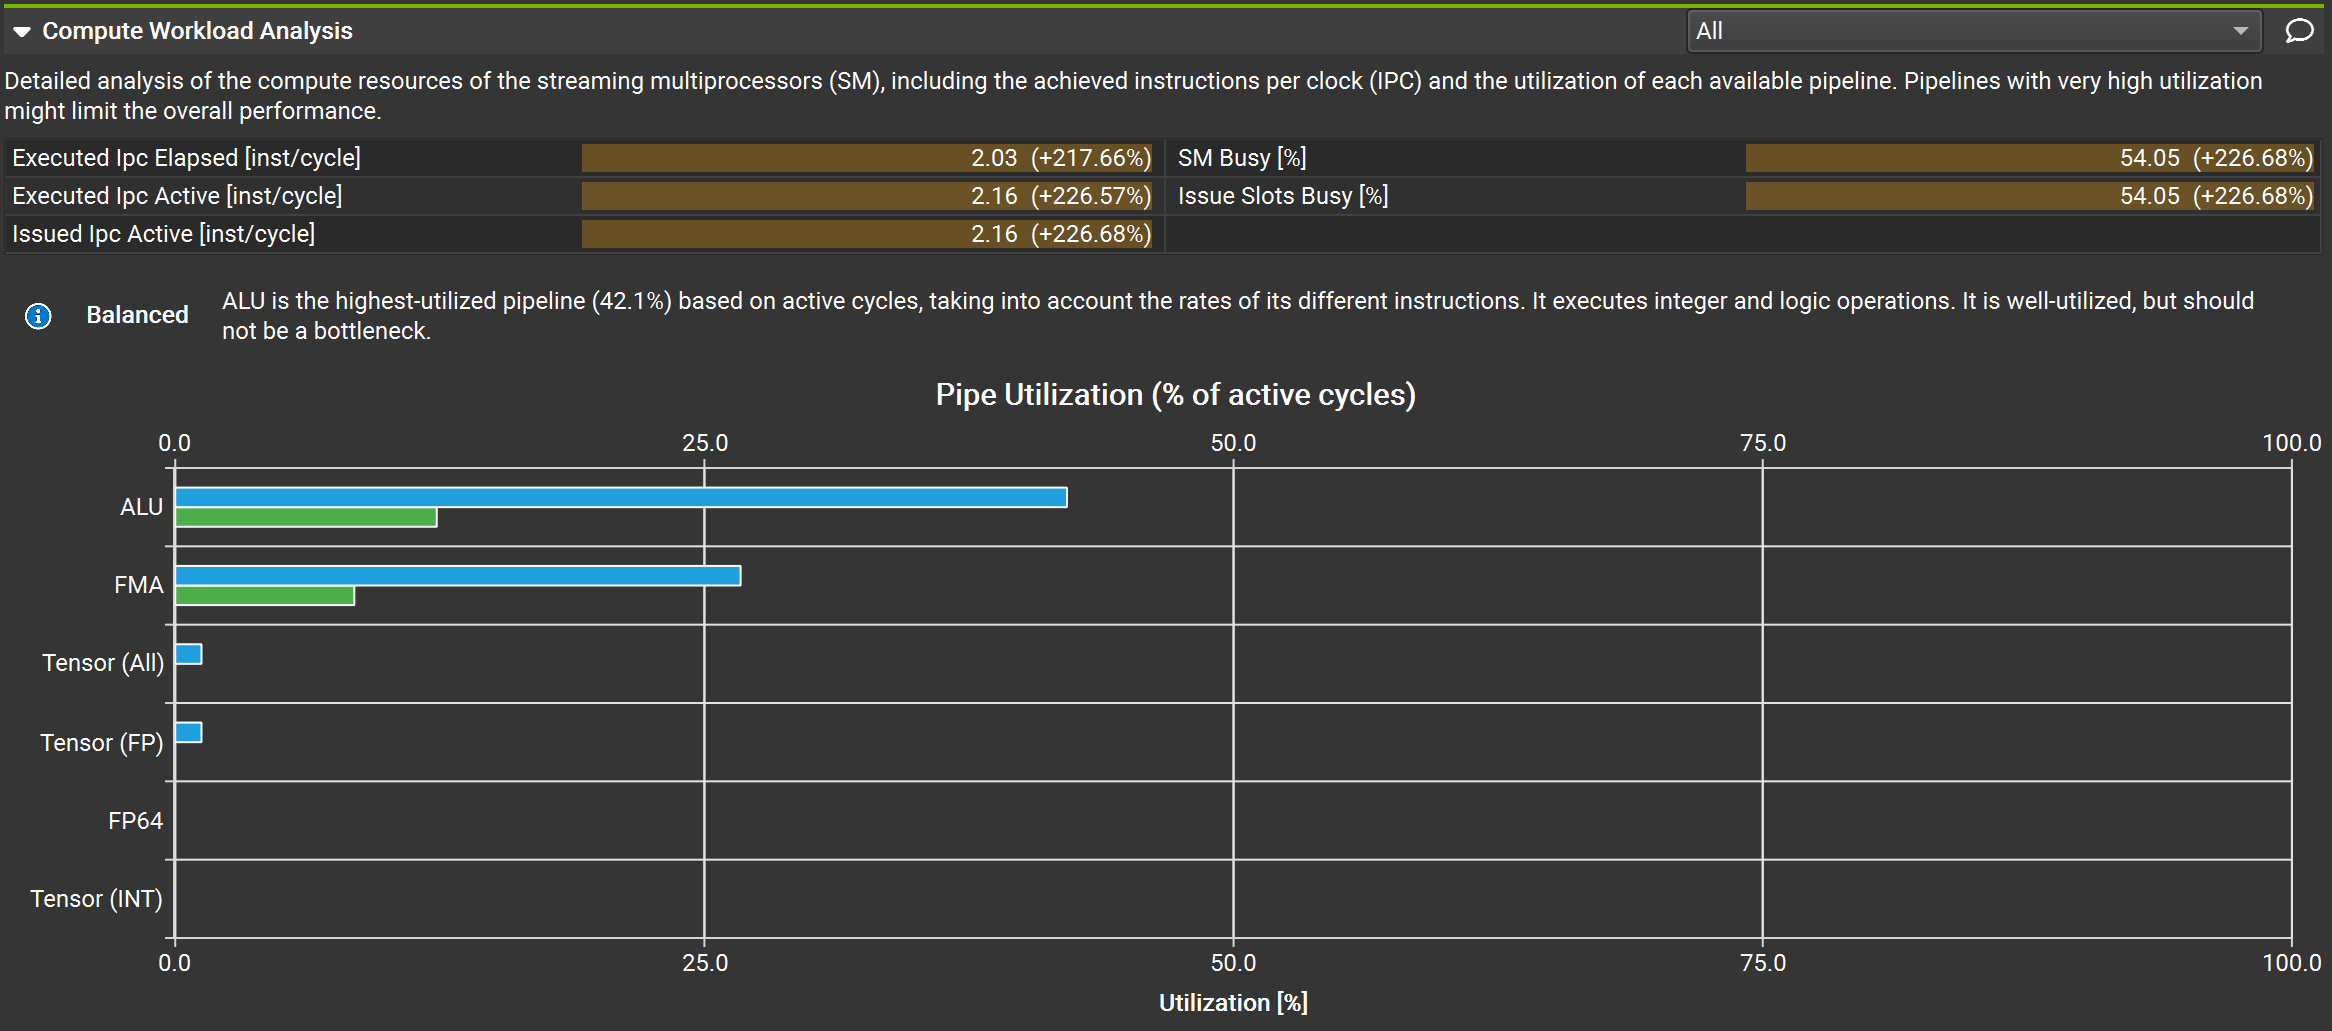 Compute Workload Analysis
All
Detailed analysis of the compute resources of the streaming multiprocessors (SM), including the achieved instructions per clock (IPC) and the utilization of each available pipeline. Pipelines with very high utilization
might limit the overall performance.
Executed Ipc Elapsed [inst/cycle] 2.03 (+217.66%) SM Busy [%] 54.05 (+226.68%)
Executed Ipc Active [inst/cycle] 2.16 (+226.57%) Issue Slots Busy [%] 54.05 (+226.68%)
Issued Ipc Active [inst/cycle] 2.16 (+226.68%)
Balanced
ALU is the highest-utilized pipeline (42.1%) based on active cycles, taking into account the rates of its different instructions. It executes integer and logic operations. It is well-utilized, but should
not be a bottleneck.
Pipe Utilization (% of active cycles)
0.0 25.0 50.0 75.0 100.0
ALU
FMA
Tensor (All)
Tensor (FP)
FP64
Tensor (INT)
0.0 25.0 50.0 75.0 100.0
Utilization [%]